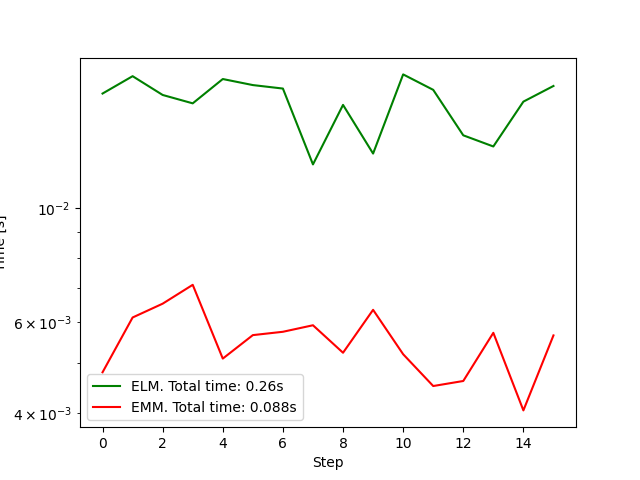 10⁻²
6 × 10⁻³
4 × 10⁻³
ELM. Total time: 0.26s
EMM. Total time: 0.088s
0 2 4 6 8 10 12 14
Step